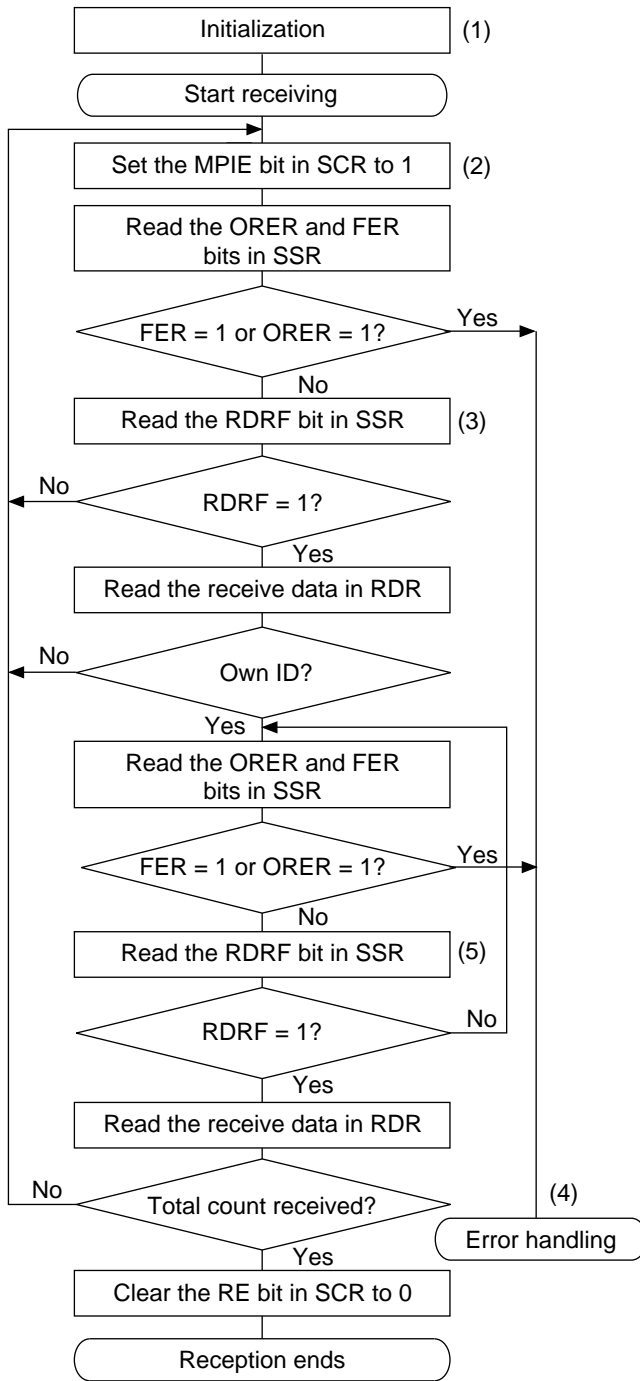 Initialization
(1)
Start receiving
Set the MPIE bit in SCR to 1
(2)
Read the ORER and FER
bits in SSR
FER = 1 or ORER = 1?
Yes
No
Read the RDRF bit in SSR
(3)
No
RDRF = 1?
Yes
Read the receive data in RDR
No
Own ID?
Yes
Read the ORER and FER
bits in SSR
FER = 1 or ORER = 1?
Yes
No
Read the RDRF bit in SSR
(5)
RDRF = 1?
No
Yes
Read the receive data in RDR
No
Total count received?
(4)
Error handling
Yes
Clear the RE bit in SCR to 0
Reception ends